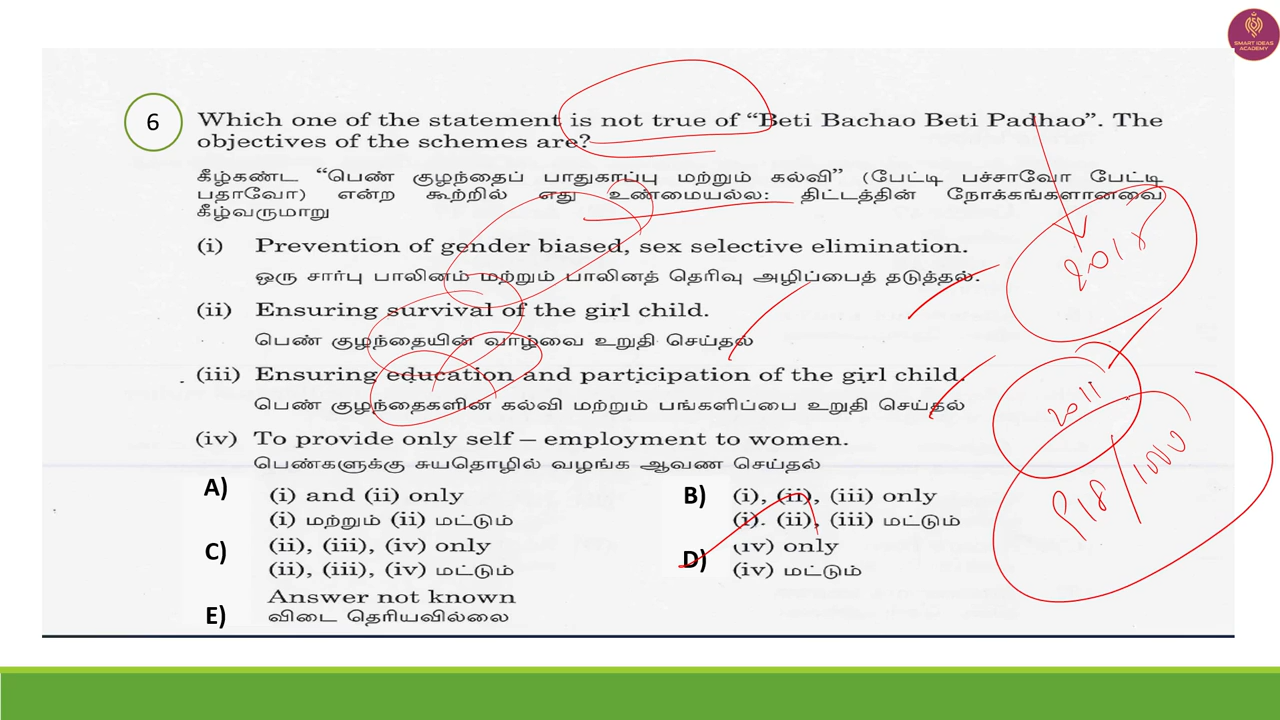 SMART IDEAS
ACADEMY
6
Which one of the statement is not true of “Beti Bachao Beti Padhao”. The
objectives of the schemes are?
கீழ்கண்ட “பெண் குழந்தைப் பாதுகாப்பு மற்றும் கல்வி” (பேட்டி பச்சாவோ பேட்டி
பதாவோ) என்ற கூற்றில் எது உண்மையல்ல: திட்டத்தின் நோக்கங்களானவை
கீழ்வருமாறு
(i) Prevention of gender biased, sex selective elimination.
ஒரு சார்பு பாலினம் மற்றும் பாலினத் தெரிவு அழிப்பைத் தடுத்தல்.
(ii) Ensuring survival of the girl child.
பெண் குழந்தையின் வாழ்வை உறுதி செய்தல்
(iii) Ensuring education and participation of the girl child.
பெண் குழந்தைகளின் கல்வி மற்றும் பங்களிப்பை உறுதி செய்தல்
(iv) To provide only self – employment to women.
பெண்களுக்கு சுயதொழில் வழங்க ஆவண செய்தல்
A) (i) and (ii) only
(i) மற்றும் (ii) மட்டும்
B) (i), (ii), (iii) only
(i). (ii), (iii) மட்டும்
C) (ii), (iii), (iv) only
(ii), (iii), (iv) மட்டும்
D) (iv) only
(iv) மட்டும்
E) Answer not known
விடை தெரியவில்லை
2011
918/1000